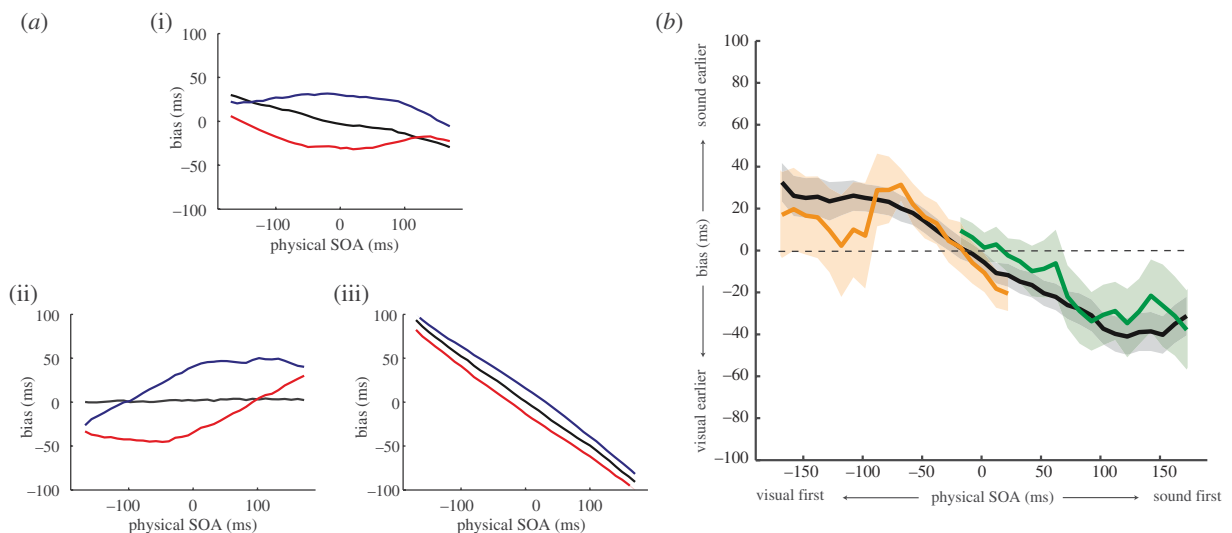 (a)
(i)
100
50
0
−50
−100
bias (ms)
−100 0 100
physical SOA (ms)
(ii)
100
50
0
−50
−100
bias (ms)
−100 0 100
physical SOA (ms)
(iii)
100
50
0
−50
−100
−100 0 100
physical SOA (ms)
(b)
100
80
60
40
20
0
−20
−40
−60
−80
−100
sound earlier
bias (ms)
visual earlier
−150 −100 −50 0 50 100 150
visual first physical SOA (ms) sound first